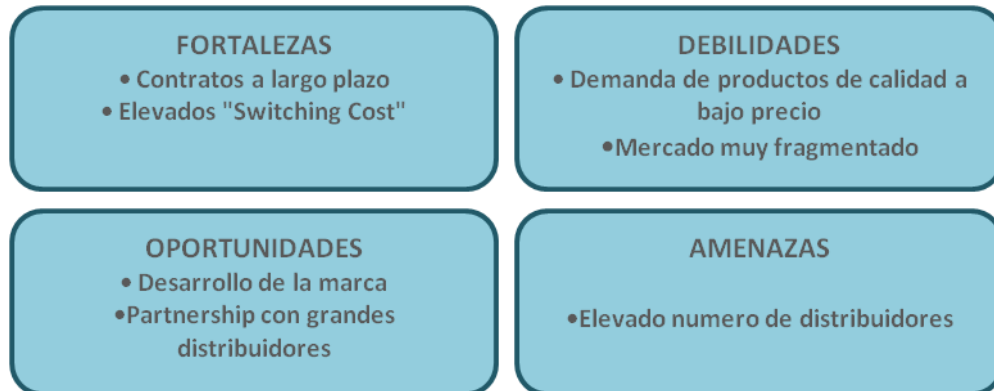 FORTALEZAS
• Contratos a largo plazo
• Elevados "Switching Cost"
DEBILIDADES
• Demanda de productos de calidad a
bajo precio
•Mercado muy fragmentado
OPORTUNIDADES
• Desarrollo de la marca
•Partnership con grandes
distribuidores
AMENAZAS
•Elevado numero de distribuidores